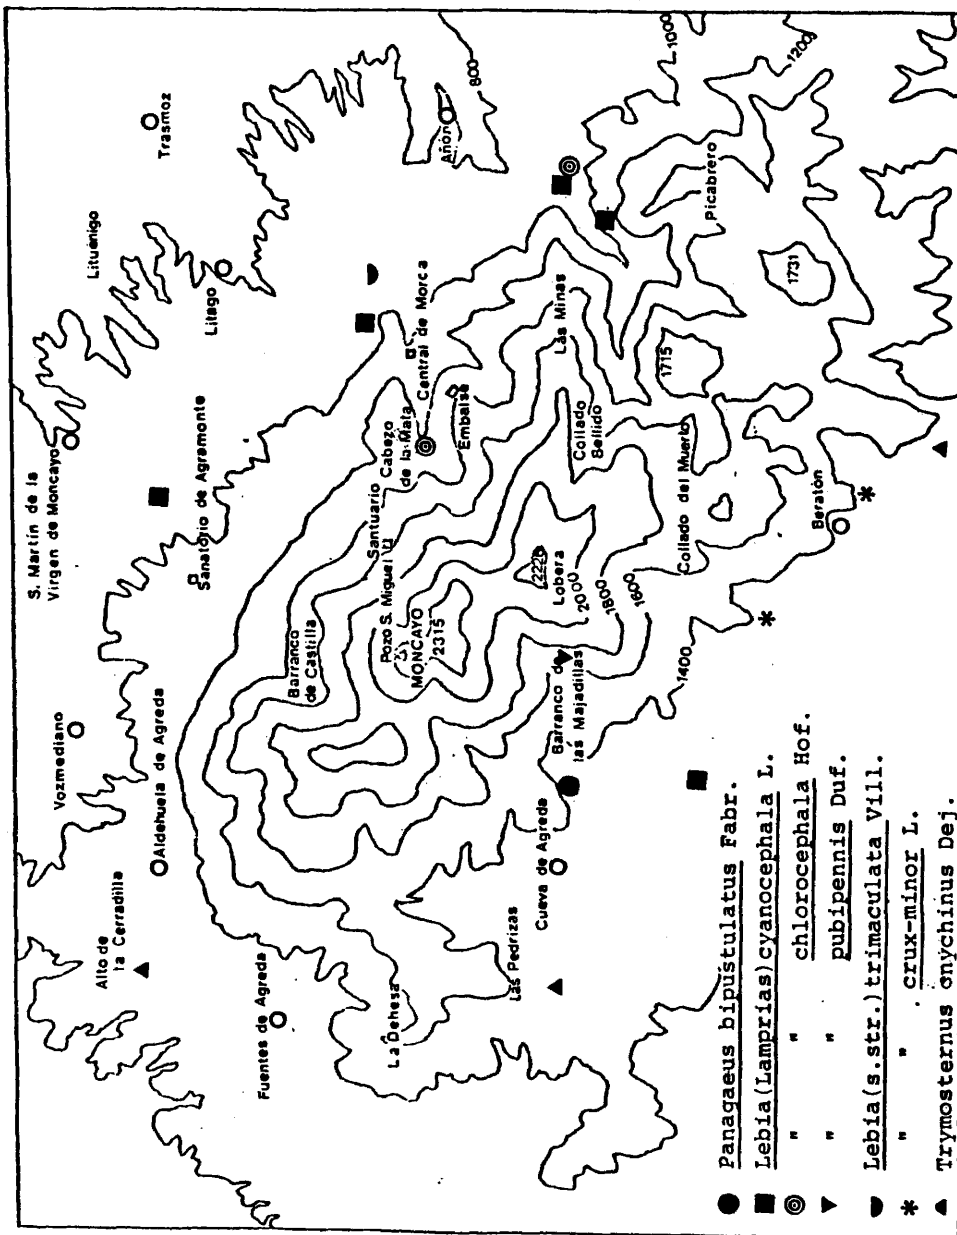 S. Martín de la
Virgen de Moncayo
Vozmediano
Alto de
la Cerradilla
Aldehuela de Agreda
Fuentes de Agreda
Lituénigo
Trasmoz
Litago
Sanatorio de Agramonte
Añón
800
1000
1200
Central de Morca
Cabezo
de la Mata
Embalse
Santuario
Barranco
de Castilla
Pozo S. Miguel
MONCAYO
2315
La Dehesa
Las Pedrizas
Cueva de Agreda
Barranco de
las Majadillas
Lobera
2226
2000
1800
1600
1400
Collado
Bellido
Las Minas
Collado del Muerto
1715
1731
Picabrero
Beratón
Panagaeus bipustulatus Fabr.
Lebia(Lamprias)cyanocephala L.
" " chlorocephala Hof.
" " pubipennis Duf.
Lebia(s.str.)trimaculata Vill.
" " crux-minor L.
Trymosternus onychinus Dej.